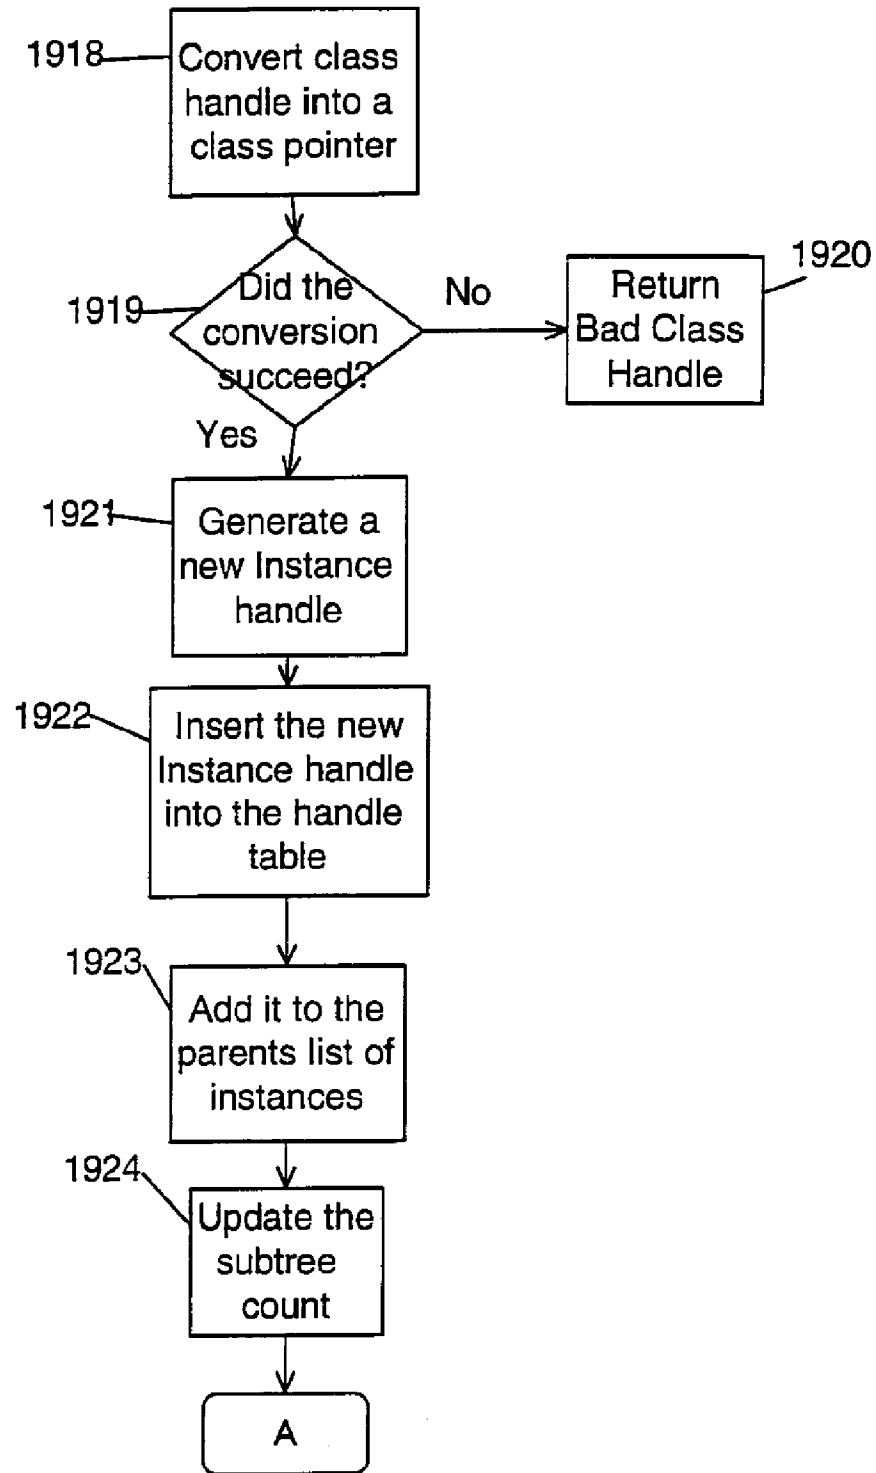 1918
Convert class
handle into a
class pointer
1919
Did the
conversion
succeed?
No
1920
Return
Bad Class
Handle
Yes
1921
Generate a
new Instance
handle
1922
Insert the new
Instance handle
into the handle
table
1923
Add it to the
parents list of
instances
1924
Update the
subtree
count
A